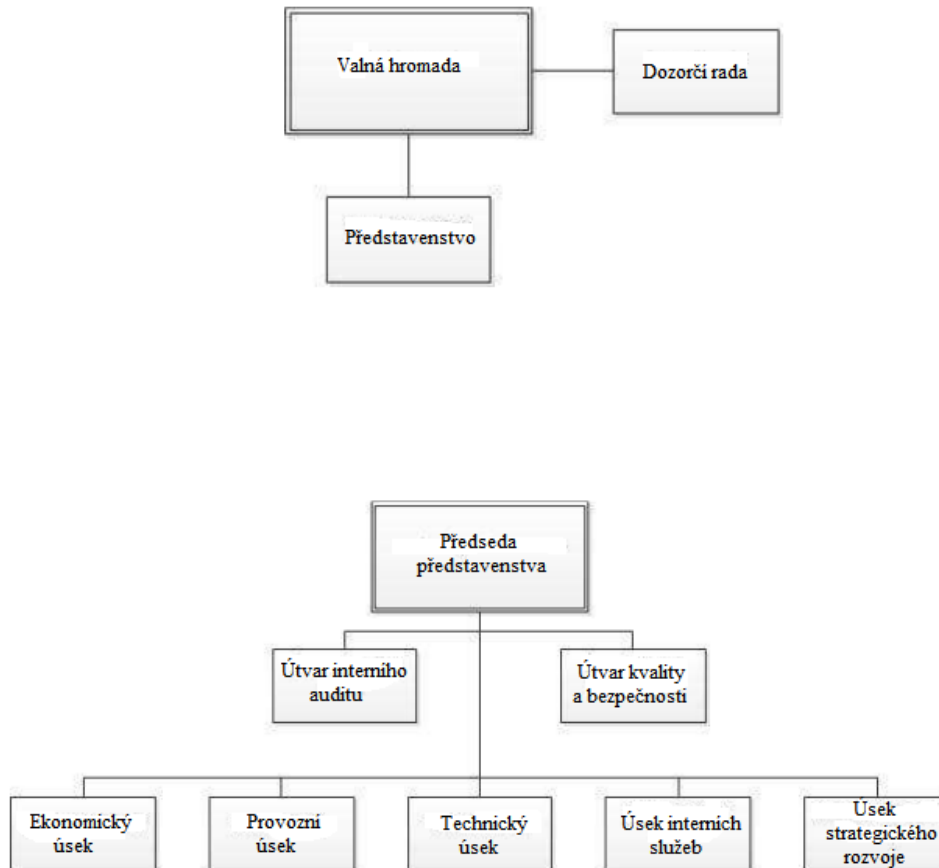 Valná hromada
Dozorčí rada
Představenstvo
Předseda
představenstva
Útvar interního
auditu
Útvar kvality
a bezpečnosti
Ekonomický
úsek
Provozní
úsek
Technický
úsek
Úsek interních
služeb
Úsek
strategického
rozvoje